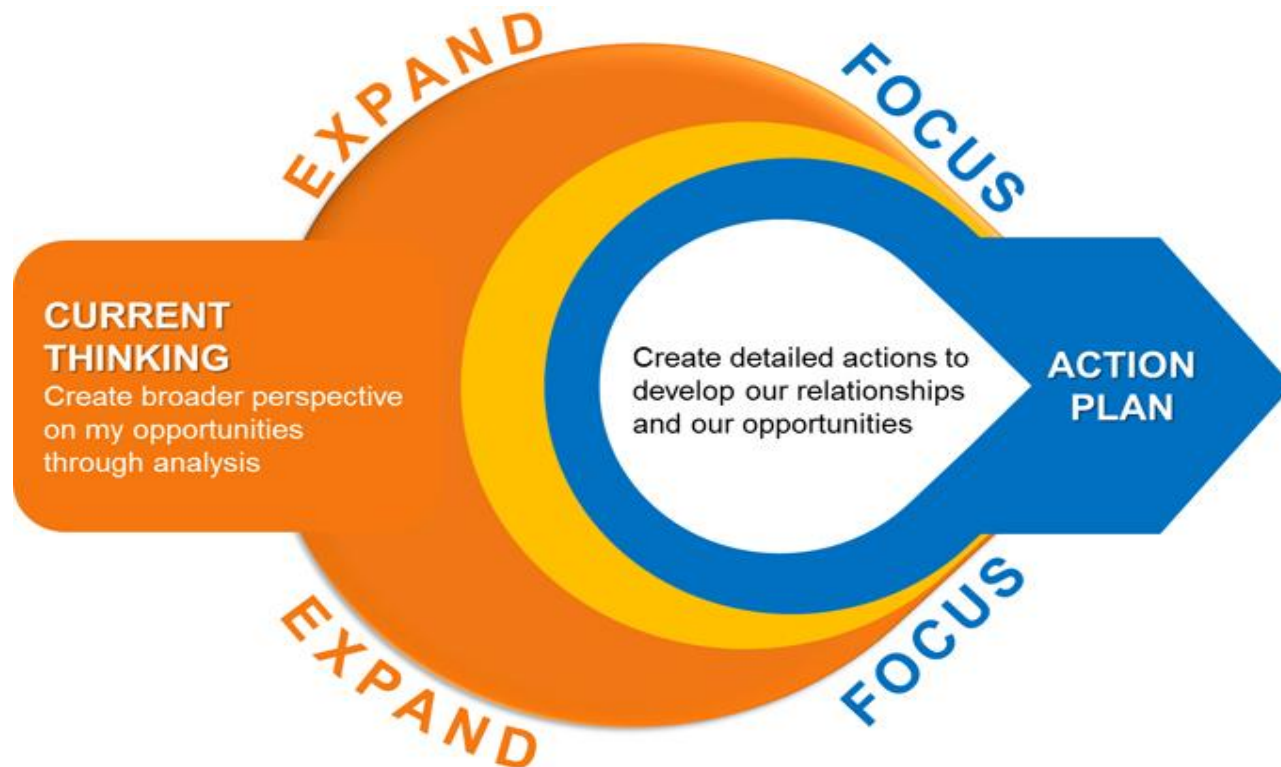 EXPAND
FOCUS
CURRENT
THINKING
Create broader perspective
on my opportunities
through analysis
Create detailed actions to
develop our relationships
and our opportunities
ACTION
PLAN
EXPAND
FOCUS